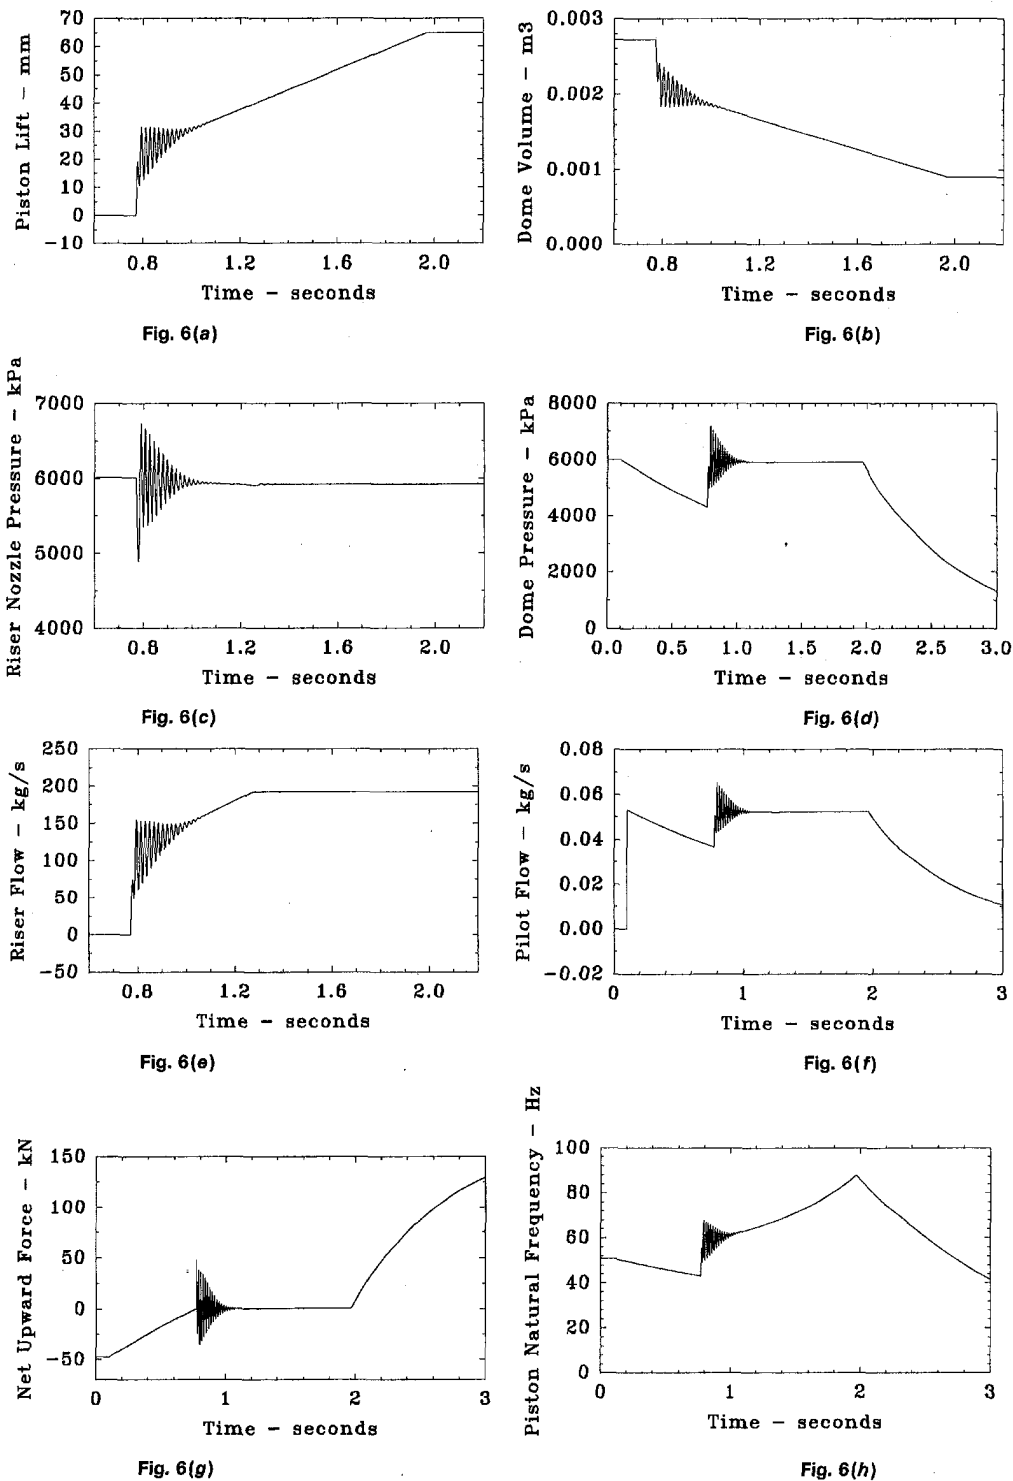 Piston Lift – mm
70
60
50
40
30
20
10
0
−10
0.8 1.2 1.6 2.0
Time – seconds
Fig. 6(a)
Dome Volume – m3
0.003
0.002
0.001
0.000
0.8 1.2 1.6 2.0
Time – seconds
Fig. 6(b)
Riser Nozzle Pressure – kPa
7000
6000
5000
4000
0.8 1.2 1.6 2.0
Time – seconds
Fig. 6(c)
Dome Pressure – kPa
8000
6000
4000
2000
0
0.0 0.5 1.0 1.5 2.0 2.5 3.0
Time – seconds
Fig. 6(d)
Riser Flow – kg/s
250
200
150
100
50
0
−50
0.8 1.2 1.6 2.0
Time – seconds
Fig. 6(e)
Pilot Flow – kg/s
0.08
0.06
0.04
0.02
0.00
−0.02
0 1 2 3
Time – seconds
Fig. 6(f)
Net Upward Force – kN
150
100
50
0
−50
0 1 2 3
Time – seconds
Fig. 6(g)
Piston Natural Frequency – Hz
100
80
60
40
20
0
0 1 2 3
Time – seconds
Fig. 6(h)